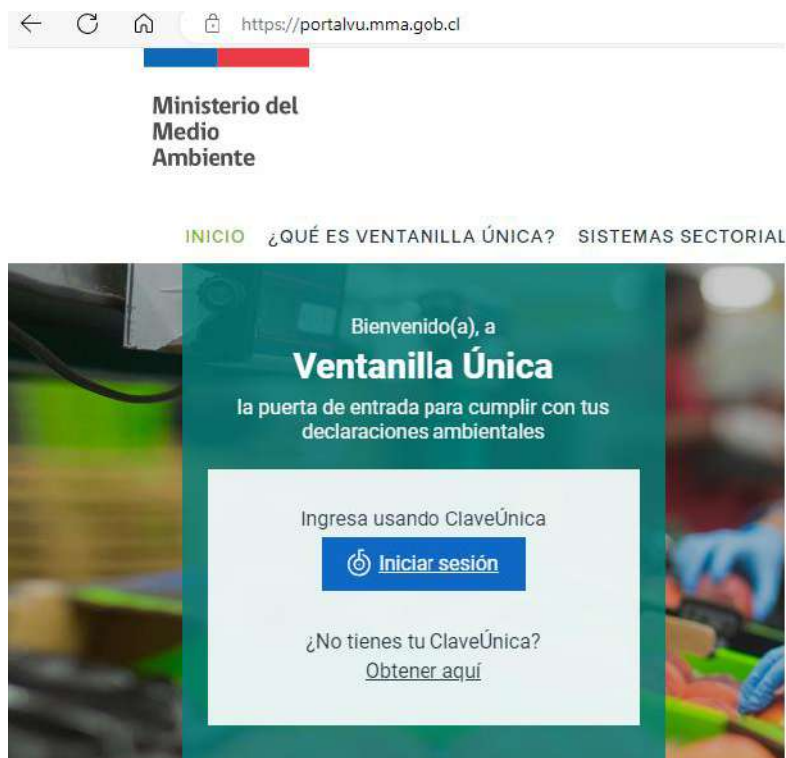 https://portalvu.mma.gob.cl
Ministerio del
Medio
Ambiente
INICIO ¿QUÉ ES VENTANILLA ÚNICA? SISTEMAS SECTORIAL
Bienvenido(a), a
Ventanilla Única
la puerta de entrada para cumplir con tus
declaraciones ambientales
Ingresa usando ClaveÚnica
Iniciar sesión
¿No tienes tu ClaveÚnica?
Obtener aquí